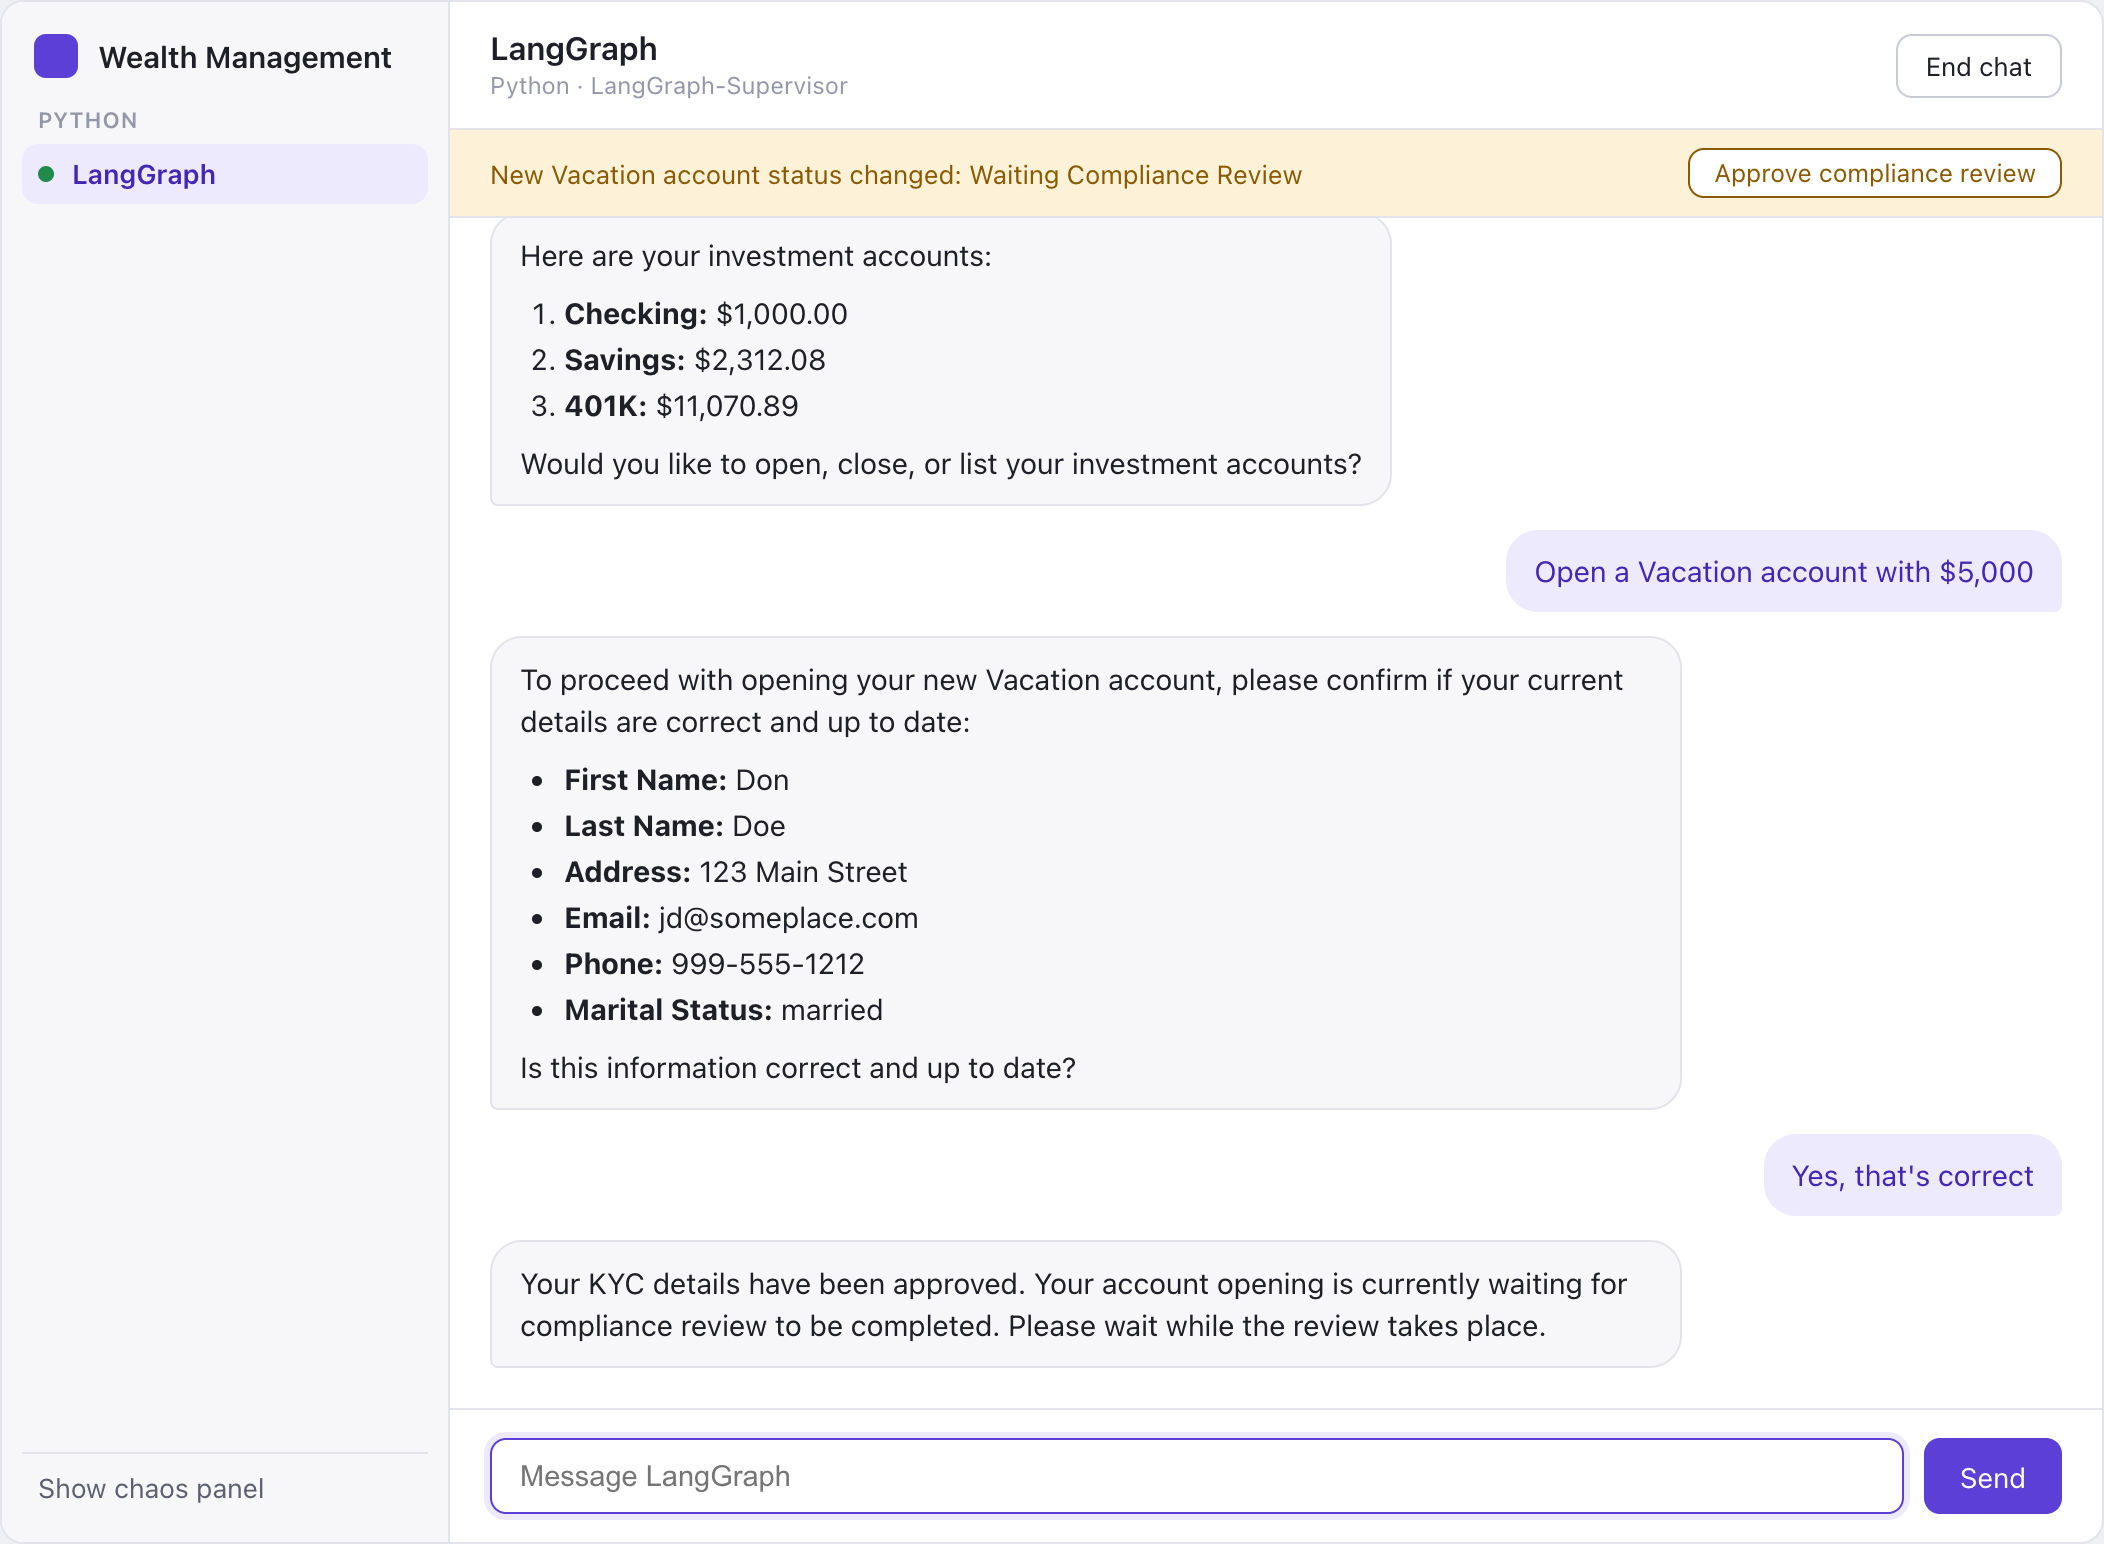 Wealth Management
PYTHON
LangGraph
Show chaos panel
LangGraph
Python · LangGraph-Supervisor
End chat
New Vacation account status changed: Waiting Compliance Review
Approve compliance review
Here are your investment accounts:
1. Checking: $1,000.00
2. Savings: $2,312.08
3. 401K: $11,070.89
Would you like to open, close, or list your investment accounts?
Open a Vacation account with $5,000
To proceed with opening your new Vacation account, please confirm if your current
details are correct and up to date:
• First Name: Don
• Last Name: Doe
• Address: 123 Main Street
• Email: jd@someplace.com
• Phone: 999-555-1212
• Marital Status: married
Is this information correct and up to date?
Yes, that's correct
Your KYC details have been approved. Your account opening is currently waiting for
compliance review to be completed. Please wait while the review takes place.
Message LangGraph
Send